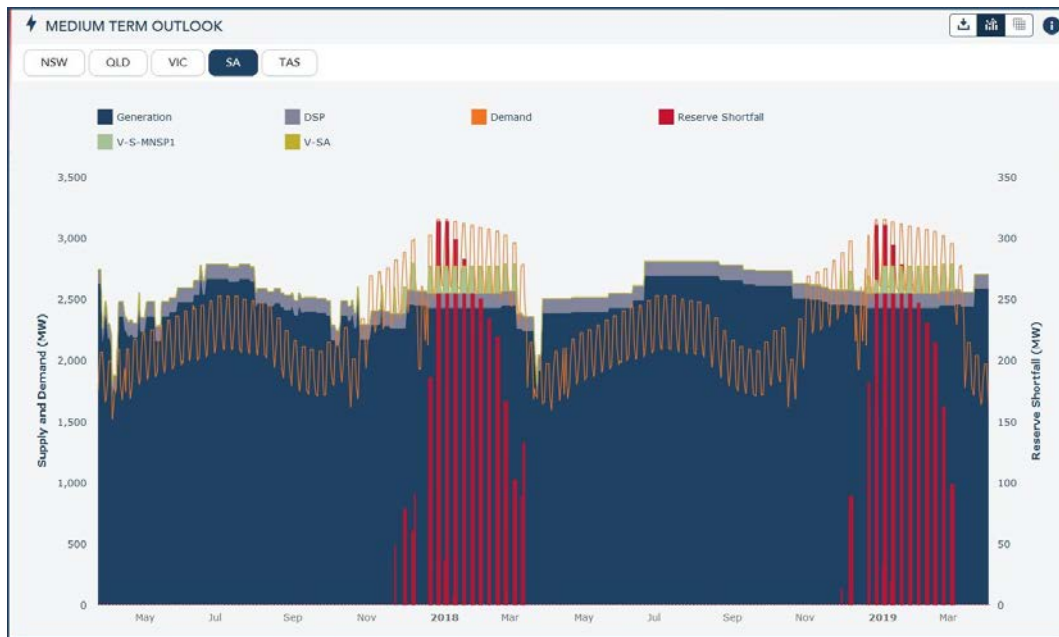 MEDIUM TERM OUTLOOK
NSW QLD VIC SA TAS
Generation DSP Demand Reserve Shortfall
V-S-MNSP1 V-SA
3,500 350
3,000 300
2,500 250
2,000 200
1,500 150
1,000 100
500 50
0 0
Supply and Demand (MW)
Reserve Shortfall (MW)
May Jul Sep Nov 2018 Mar May Jul Sep Nov 2019 Mar